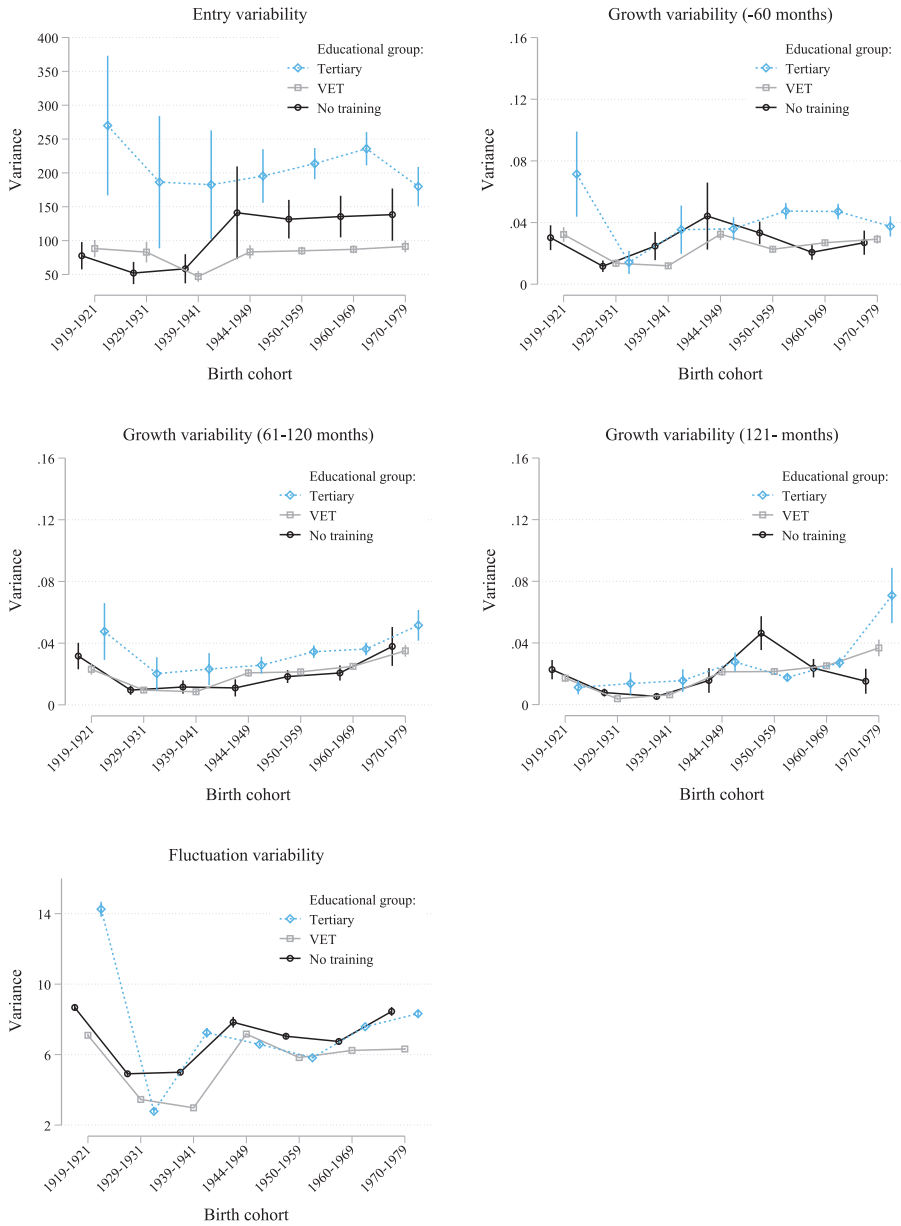 Entry variability
400
350
300
250
200
150
100
50
Variance
Educational group:
Tertiary
VET
No training
1919-1921
1929-1931
1939-1941
1944-1949
1950-1959
1960-1969
1970-1979
Birth cohort
Growth variability (-60 months)
.16
.12
.08
.04
0
Variance
Educational group:
Tertiary
VET
No training
1919-1921
1929-1931
1939-1941
1944-1949
1950-1959
1960-1969
1970-1979
Birth cohort
Growth variability (61-120 months)
.16
.12
.08
.04
0
Variance
Educational group:
Tertiary
VET
No training
1919-1921
1929-1931
1939-1941
1944-1949
1950-1959
1960-1969
1970-1979
Birth cohort
Growth variability (121- months)
.16
.12
.08
.04
0
Variance
Educational group:
Tertiary
VET
No training
1919-1921
1929-1931
1939-1941
1944-1949
1950-1959
1960-1969
1970-1979
Birth cohort
Fluctuation variability
14
10
6
2
Variance
Educational group:
Tertiary
VET
No training
1919-1921
1929-1931
1939-1941
1944-1949
1950-1959
1960-1969
1970-1979
Birth cohort